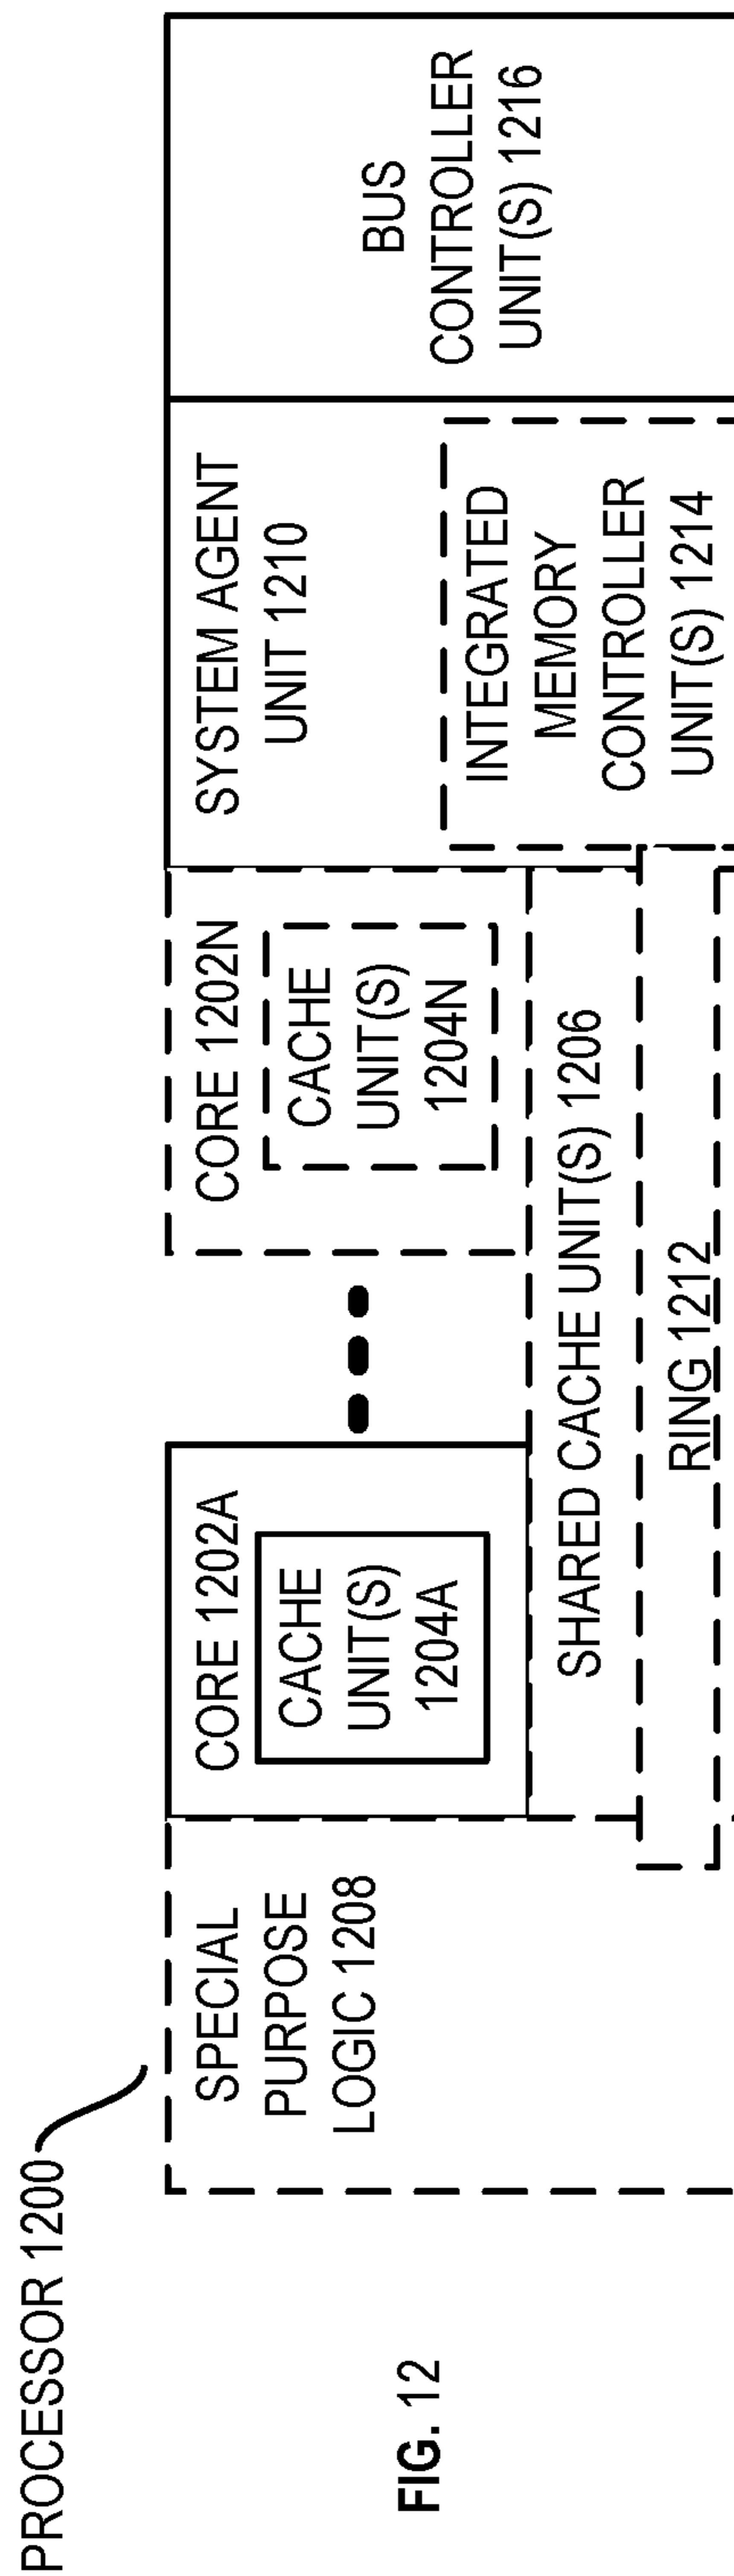 PROCESSOR 1200
SPECIAL
PURPOSE
LOGIC 1208
CORE 1202A
CACHE
UNIT(S)
1204A
CORE 1202N
CACHE
UNIT(S)
1204N
SHARED CACHE UNIT(S) 1206
RING 1212
SYSTEM AGENT
UNIT 1210
INTEGRATED
MEMORY
CONTROLLER
UNIT(S) 1214
BUS
CONTROLLER
UNIT(S) 1216
FIG. 12